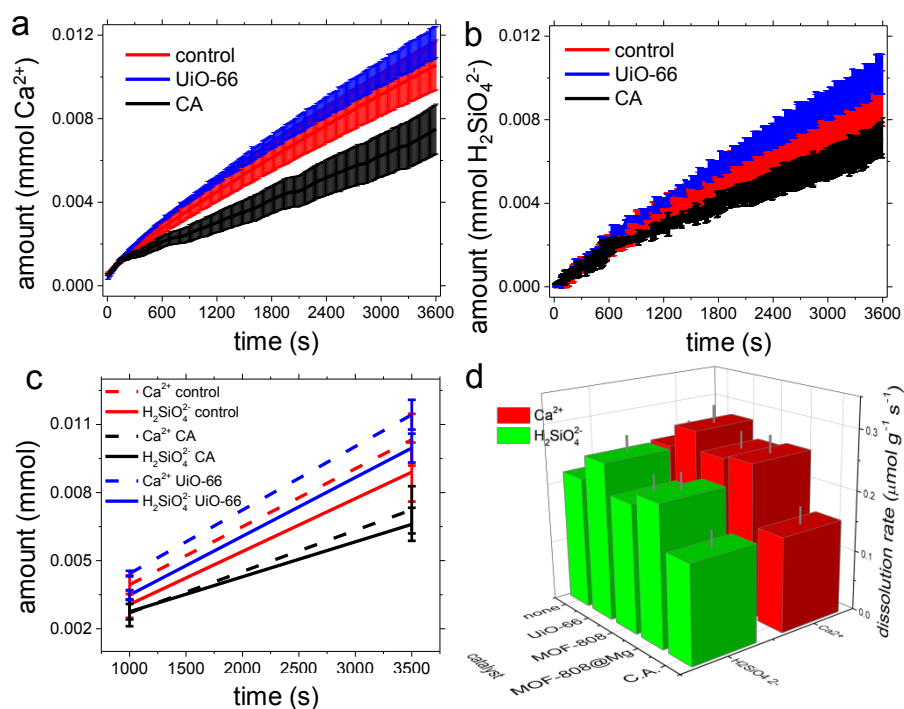 a
control
UiO-66
CA
amount (mmol Ca²⁺)
0.012
0.008
0.004
0.000
0 600 1200 1800 2400 3000 3600
time (s)
b
control
UiO-66
CA
amount (mmol H₂SiO₄²⁻)
0.012
0.008
0.004
0.000
0 600 1200 1800 2400 3000 3600
time (s)
c
Ca²⁺ control
H₂SiO₄²⁻ control
Ca²⁺ CA
H₂SiO₄²⁻ CA
Ca²⁺ UiO-66
H₂SiO₄²⁻ UiO-66
amount (mmol)
0.011
0.008
0.005
0.002
1000 1500 2000 2500 3000 3500
time (s)
d
Ca²⁺
H₂SiO₄²⁻
0.3
0.2
0.1
0.0
dissolution rate (μmol g⁻¹ s⁻¹)
none
UiO-66
MOF-808
MOF-808@Mg
C.A.
catalyst
Ca²⁺
H2SiO4 2-